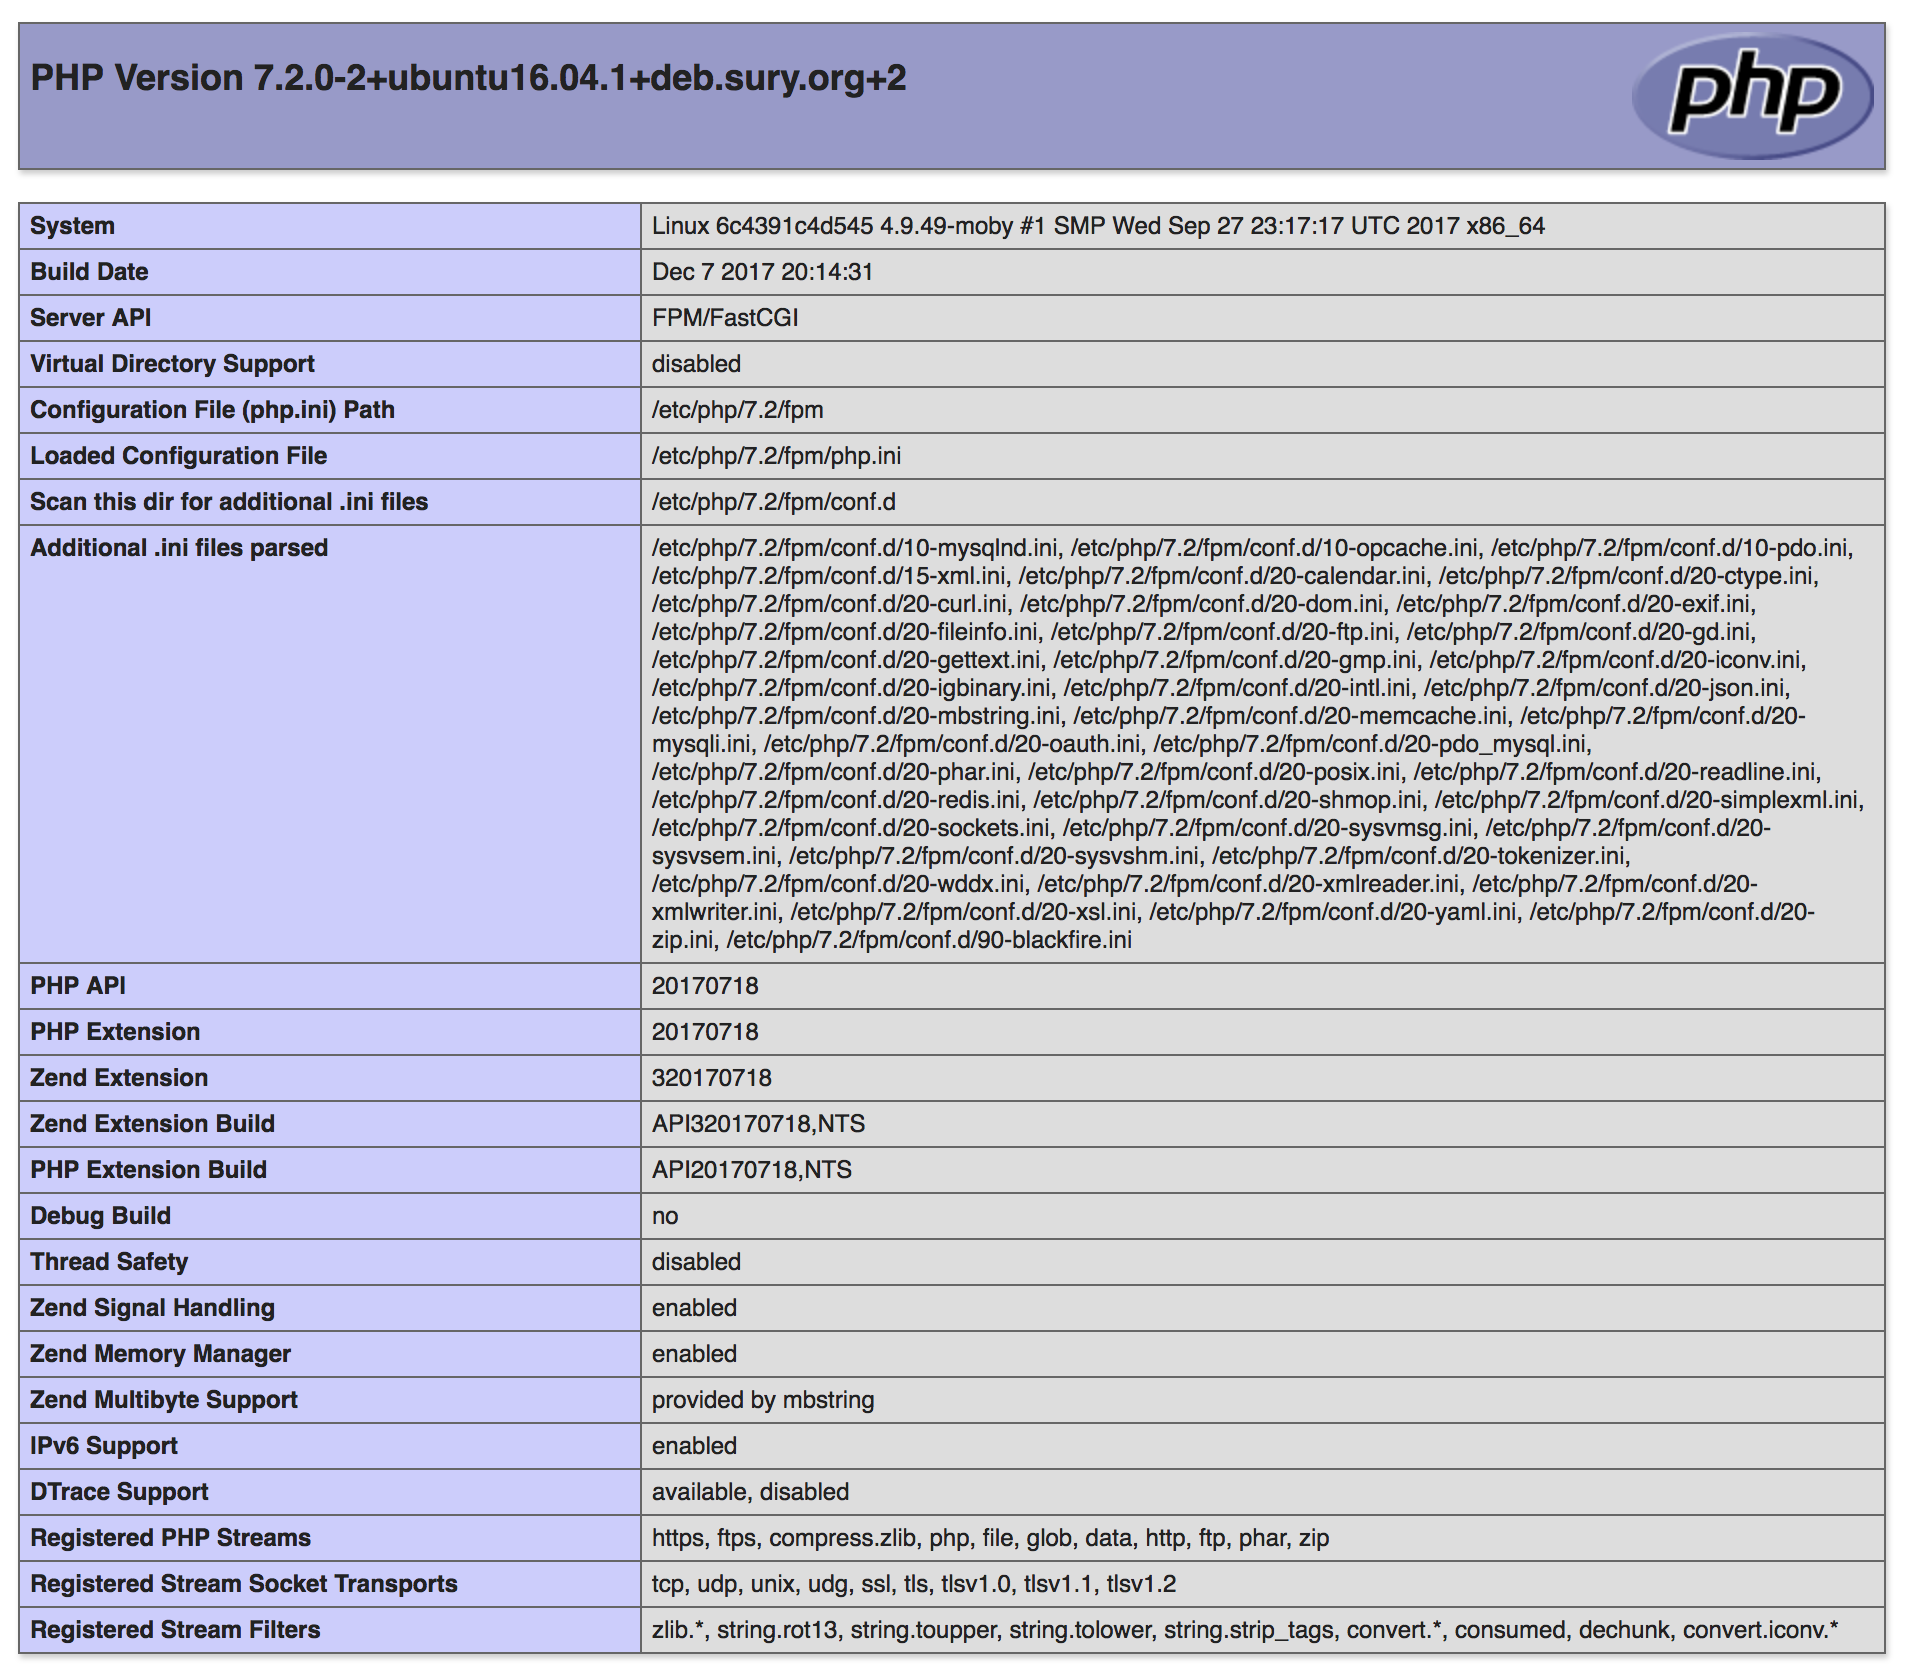 PHP Version 7.2.0-2+ubuntu16.04.1+deb.sury.org+2
php
System Linux 6c4391c4d545 4.9.49-moby #1 SMP Wed Sep 27 23:17:17 UTC 2017 x86_64
Build Date Dec 7 2017 20:14:31
Server API FPM/FastCGI
Virtual Directory Support disabled
Configuration File (php.ini) Path /etc/php/7.2/fpm
Loaded Configuration File /etc/php/7.2/fpm/php.ini
Scan this dir for additional .ini files /etc/php/7.2/fpm/conf.d
Additional .ini files parsed /etc/php/7.2/fpm/conf.d/10-mysqlnd.ini, /etc/php/7.2/fpm/conf.d/10-opcache.ini, /etc/php/7.2/fpm/conf.d/10-pdo.ini,
/etc/php/7.2/fpm/conf.d/15-xml.ini, /etc/php/7.2/fpm/conf.d/20-calendar.ini, /etc/php/7.2/fpm/conf.d/20-ctype.ini,
/etc/php/7.2/fpm/conf.d/20-curl.ini, /etc/php/7.2/fpm/conf.d/20-dom.ini, /etc/php/7.2/fpm/conf.d/20-exif.ini,
/etc/php/7.2/fpm/conf.d/20-fileinfo.ini, /etc/php/7.2/fpm/conf.d/20-ftp.ini, /etc/php/7.2/fpm/conf.d/20-gd.ini,
/etc/php/7.2/fpm/conf.d/20-gettext.ini, /etc/php/7.2/fpm/conf.d/20-gmp.ini, /etc/php/7.2/fpm/conf.d/20-iconv.ini,
/etc/php/7.2/fpm/conf.d/20-igbinary.ini, /etc/php/7.2/fpm/conf.d/20-intl.ini, /etc/php/7.2/fpm/conf.d/20-json.ini,
/etc/php/7.2/fpm/conf.d/20-mbstring.ini, /etc/php/7.2/fpm/conf.d/20-memcache.ini, /etc/php/7.2/fpm/conf.d/20-
mysqli.ini, /etc/php/7.2/fpm/conf.d/20-oauth.ini, /etc/php/7.2/fpm/conf.d/20-pdo_mysql.ini,
/etc/php/7.2/fpm/conf.d/20-phar.ini, /etc/php/7.2/fpm/conf.d/20-posix.ini, /etc/php/7.2/fpm/conf.d/20-readline.ini,
/etc/php/7.2/fpm/conf.d/20-redis.ini, /etc/php/7.2/fpm/conf.d/20-shmop.ini, /etc/php/7.2/fpm/conf.d/20-simplexml.ini,
/etc/php/7.2/fpm/conf.d/20-sockets.ini, /etc/php/7.2/fpm/conf.d/20-sysvmsg.ini, /etc/php/7.2/fpm/conf.d/20-
sysvsem.ini, /etc/php/7.2/fpm/conf.d/20-sysvshm.ini, /etc/php/7.2/fpm/conf.d/20-tokenizer.ini,
/etc/php/7.2/fpm/conf.d/20-wddx.ini, /etc/php/7.2/fpm/conf.d/20-xmlreader.ini, /etc/php/7.2/fpm/conf.d/20-
xmlwriter.ini, /etc/php/7.2/fpm/conf.d/20-xsl.ini, /etc/php/7.2/fpm/conf.d/20-yaml.ini, /etc/php/7.2/fpm/conf.d/20-
zip.ini, /etc/php/7.2/fpm/conf.d/90-blackfire.ini
PHP API 20170718
PHP Extension 20170718
Zend Extension 320170718
Zend Extension Build API320170718,NTS
PHP Extension Build API20170718,NTS
Debug Build no
Thread Safety disabled
Zend Signal Handling enabled
Zend Memory Manager enabled
Zend Multibyte Support provided by mbstring
IPv6 Support enabled
DTrace Support available, disabled
Registered PHP Streams https, ftps, compress.zlib, php, file, glob, data, http, ftp, phar, zip
Registered Stream Socket Transports tcp, udp, unix, udg, ssl, tls, tlsv1.0, tlsv1.1, tlsv1.2
Registered Stream Filters zlib.*, string.rot13, string.toupper, string.tolower, string.strip_tags, convert.*, consumed, dechunk, convert.iconv.*